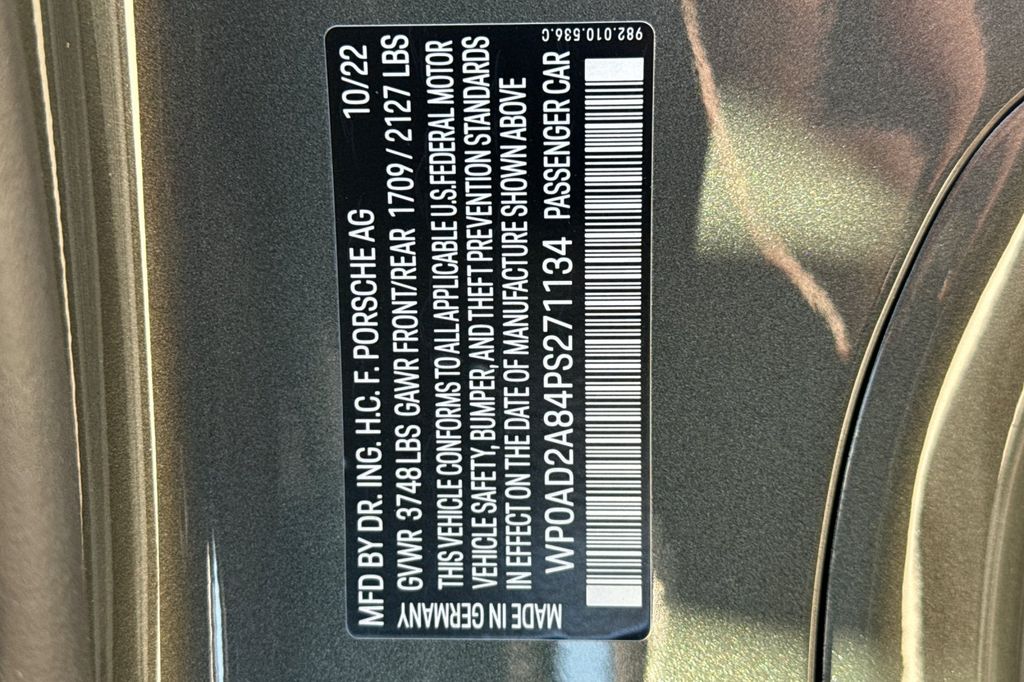 MFD BY DR. ING. H.C. F. PORSCHE AG 10/22
GVWR 3748 LBS GAWR FRONT/REAR 1709 / 2127 LBS
THIS VEHICLE CONFORMS TO ALL APPLICABLE U.S.FEDERAL MOTOR
VEHICLE SAFETY, BUMPER, AND THEFT PREVENTION STANDARDS
IN EFFECT ON THE DATE OF MANUFACTURE SHOWN ABOVE
WP0AD2A84PS271134 PASSENGER CAR
MADE IN GERMANY
982.010.536.C